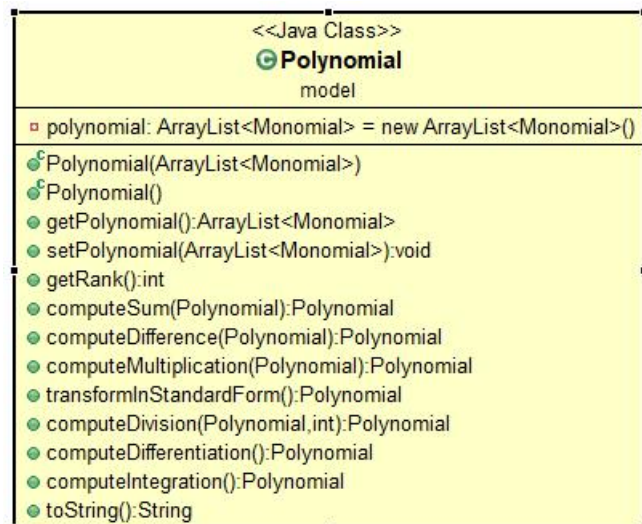 <<Java Class>>
Polynomial
model
polynomial: ArrayList<Monomial> = new ArrayList<Monomial>()
Polynomial(ArrayList<Monomial>)
Polynomial()
getPolynomial():ArrayList<Monomial>
setPolynomial(ArrayList<Monomial>):void
getRank():int
computeSum(Polynomial):Polynomial
computeDifference(Polynomial):Polynomial
computeMultiplication(Polynomial):Polynomial
transformInStandardForm():Polynomial
computeDivision(Polynomial,int):Polynomial
computeDifferentiation():Polynomial
computeIntegration():Polynomial
toString():String